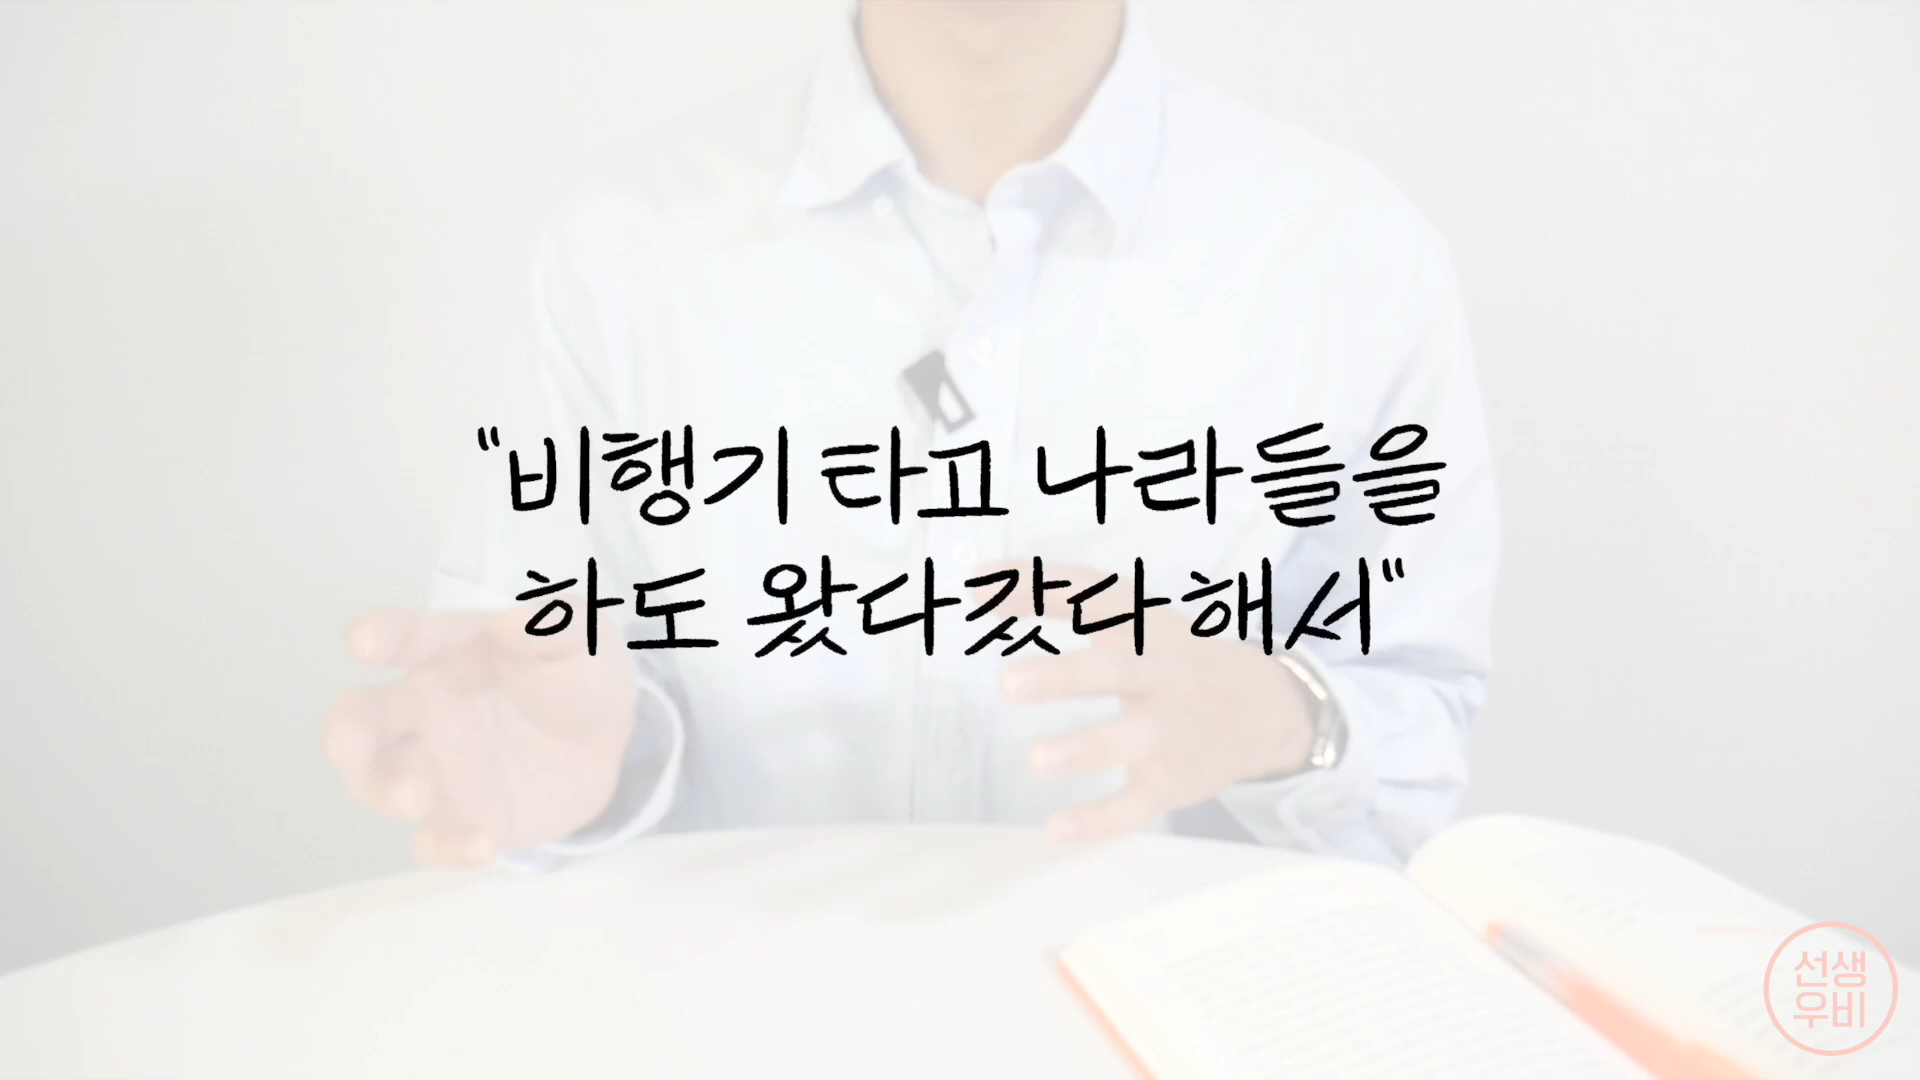 "비행기 타고 나라들을
하도 왔다갔다 해서"
선생
우비